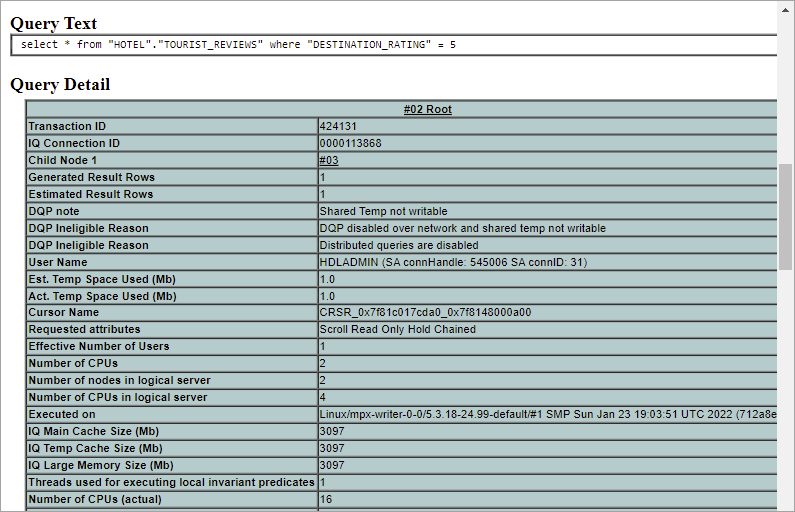 Query Text
select * from "HOTEL"."TOURIST_REVIEWS" where "DESTINATION_RATING" = 5
Query Detail
#02 Root
Transaction ID 424131
IQ Connection ID 0000113868
Child Node 1 #03
Generated Result Rows 1
Estimated Result Rows 1
DQP note Shared Temp not writable
DQP Ineligible Reason DQP disabled over network and shared temp not writable
DQP Ineligible Reason Distributed queries are disabled
User Name HDLADMIN (SA connHandle: 545006 SA connID: 31)
Est. Temp Space Used (Mb) 1.0
Act. Temp Space Used (Mb) 1.0
Cursor Name CRSR_0x7f81c017cda0_0x7f8148000a00
Requested attributes Scroll Read Only Hold Chained
Effective Number of Users 1
Number of CPUs 2
Number of nodes in logical server 2
Number of CPUs in logical server 4
Executed on Linux/mpx-writer-0-0/5.3.18-24.99-default/#1 SMP Sun Jan 23 19:03:51 UTC 2022 (712a8e
IQ Main Cache Size (Mb) 3097
IQ Temp Cache Size (Mb) 3097
IQ Large Memory Size (Mb) 3097
Threads used for executing local invariant predicates 1
Number of CPUs (actual) 16